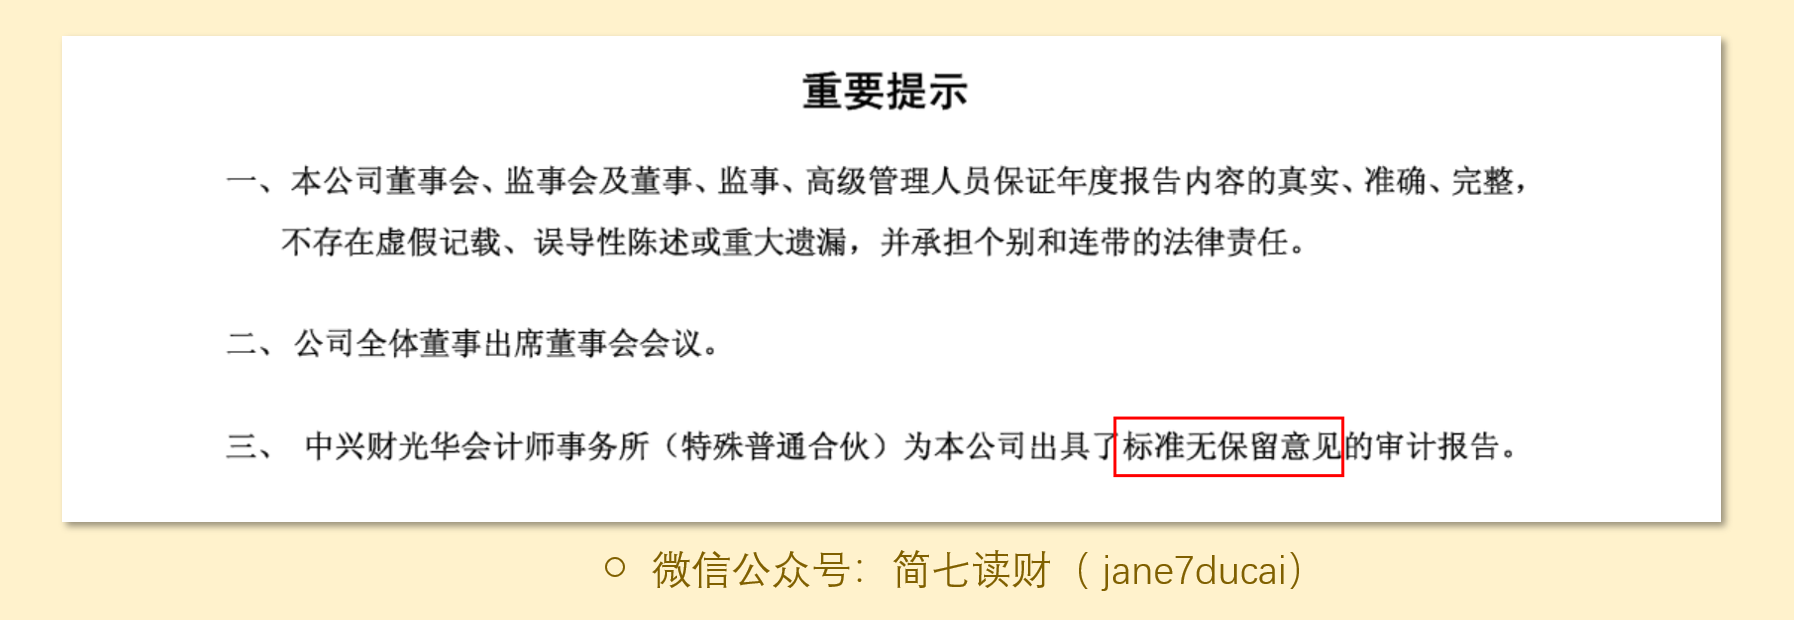 重要提示
一、本公司董事会、监事会及董事、监事、高级管理人员保证年度报告内容的真实、准确、完整，
不存在虚假记载、误导性陈述或重大遗漏，并承担个别和连带的法律责任。
二、公司全体董事出席董事会会议。
三、 中兴财光华会计师事务所（特殊普通合伙）为本公司出具了标准无保留意见的审计报告。
微信公众号：简七读财（jane7ducai）